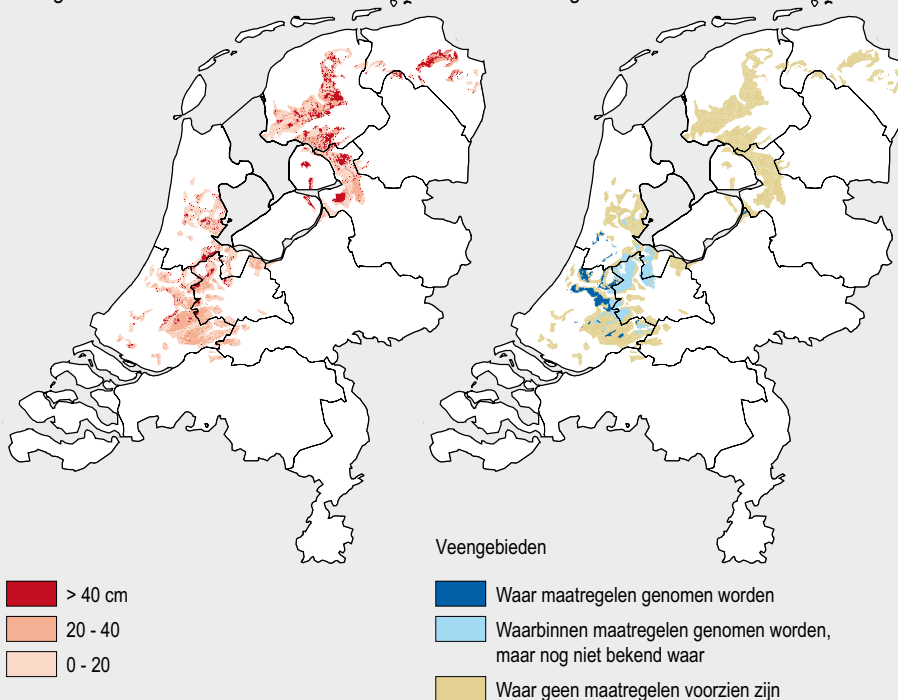 > 40 cm
20 - 40
0 - 20
Veengebieden
Waar maatregelen genomen worden
Waarbinnen maatregelen genomen worden,
maar nog niet bekend waar
Waar geen maatregelen voorzien zijn